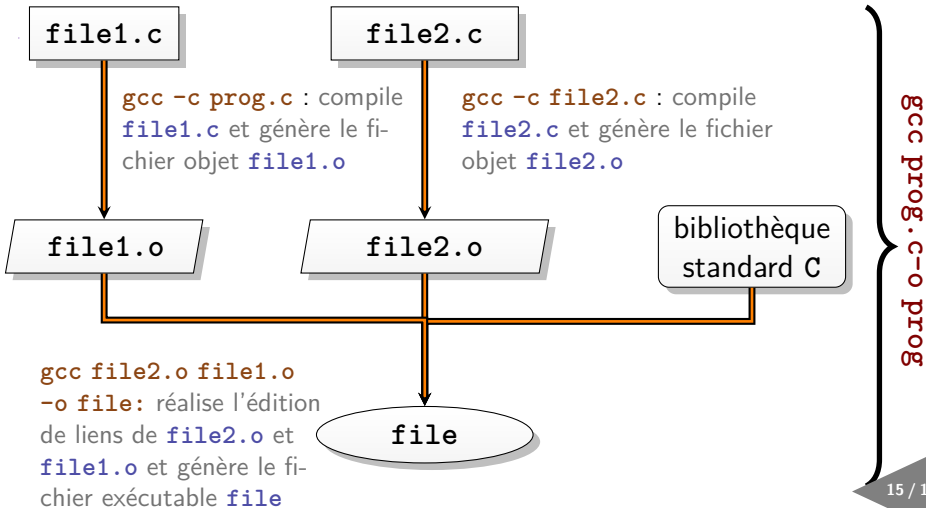 file1.c
file2.c
gcc -c prog.c : compile
file1.c et génère le fi-
chier objet file1.o
gcc -c file2.c : compile
file2.c et génère le fichier
objet file2.o
file1.o
file2.o
bibliothèque
standard C
gcc file2.o file1.o
-o file: réalise l'édition
de liens de file2.o et
file1.o et génère le fi-
chier exécutable file
file
gcc prog.c-o prog
15 / 1